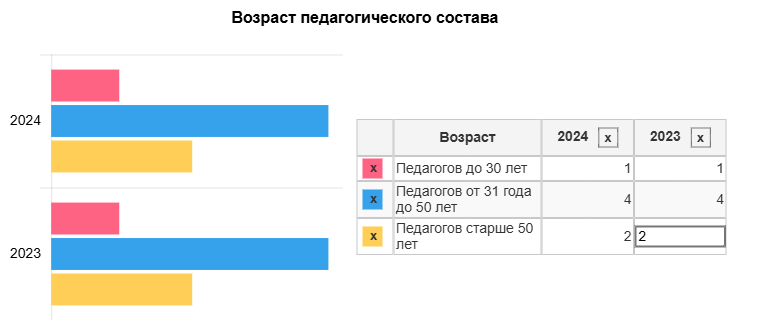 Возраст педагогического состава
2024
2023
Возраст 2024 x 2023 x
x Педагогов до 30 лет 1 1
x Педагогов от 31 года
до 50 лет 4 4
x Педагогов старше 50
лет 2 2